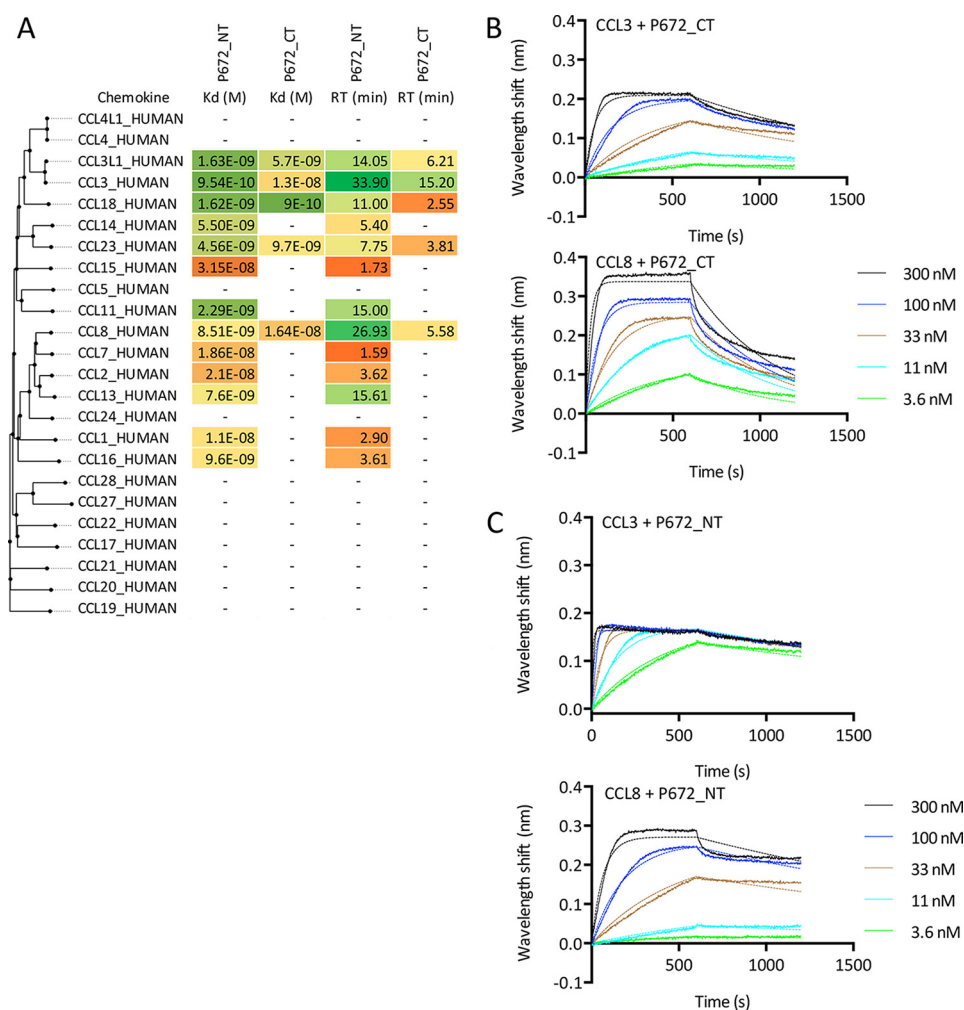 A
P672_NT P672_CT P672_NT P672_CT
Chemokine Kd (M) Kd (M) RT (min) RT (min)
CCL4L1_HUMAN - - - -
CCL4_HUMAN - - - -
CCL3L1_HUMAN 1.63E-09 5.7E-09 14.05 6.21
CCL3_HUMAN 9.54E-10 1.3E-08 33.90 15.20
CCL18_HUMAN 1.62E-09 9E-10 11.00 2.55
CCL14_HUMAN 5.50E-09 - 5.40 -
CCL23_HUMAN 4.56E-09 9.7E-09 7.75 3.81
CCL15_HUMAN 3.15E-08 - 1.73 -
CCL5_HUMAN - - - -
CCL11_HUMAN 2.29E-09 - 15.00 -
CCL8_HUMAN 8.51E-09 1.64E-08 26.93 5.58
CCL7_HUMAN 1.86E-08 - 1.59 -
CCL2_HUMAN 2.1E-08 - 3.62 -
CCL13_HUMAN 7.6E-09 - 15.61 -
CCL24_HUMAN - - - -
CCL1_HUMAN 1.1E-08 - 2.90 -
CCL16_HUMAN 9.6E-09 - 3.61 -
CCL28_HUMAN - - - -
CCL27_HUMAN - - - -
CCL22_HUMAN - - - -
CCL17_HUMAN - - - -
CCL21_HUMAN - - - -
CCL20_HUMAN - - - -
CCL19_HUMAN - - - -
B
CCL3 + P672_CT
Wavelength shift (nm)
0.4
0.3
0.2
0.1
0.0
-0.1
500 1000 1500
Time (s)
CCL8 + P672_CT
Wavelength shift (nm)
0.4
0.3
0.2
0.1
0.0
-0.1
500 1000 1500
Time (s)
300 nM
100 nM
33 nM
11 nM
3.6 nM
C
CCL3 + P672_NT
Wavelength shift (nm)
0.4
0.3
0.2
0.1
0.0
0 500 1000 1500
Time (s)
CCL8 + P672_NT
Wavelength shift (nm)
0.4
0.3
0.2
0.1
0.0
-0.1
500 1000 1500
Time (s)
300 nM
100 nM
33 nM
11 nM
3.6 nM